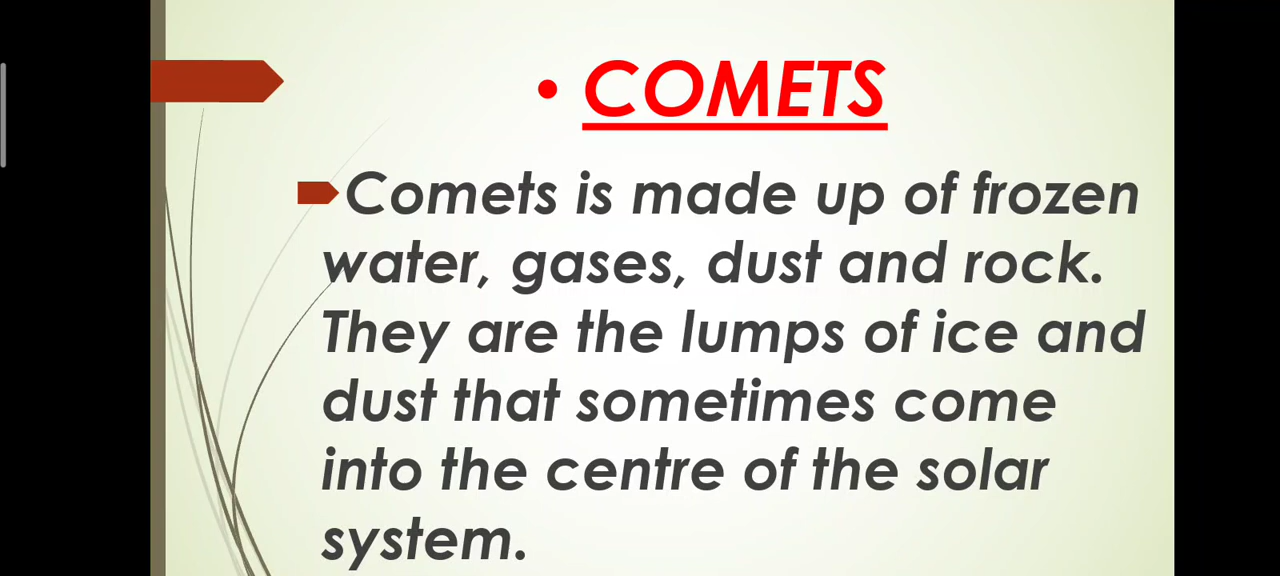 • COMETS
Comets is made up of frozen
water, gases, dust and rock.
They are the lumps of ice and
dust that sometimes come
into the centre of the solar
system.